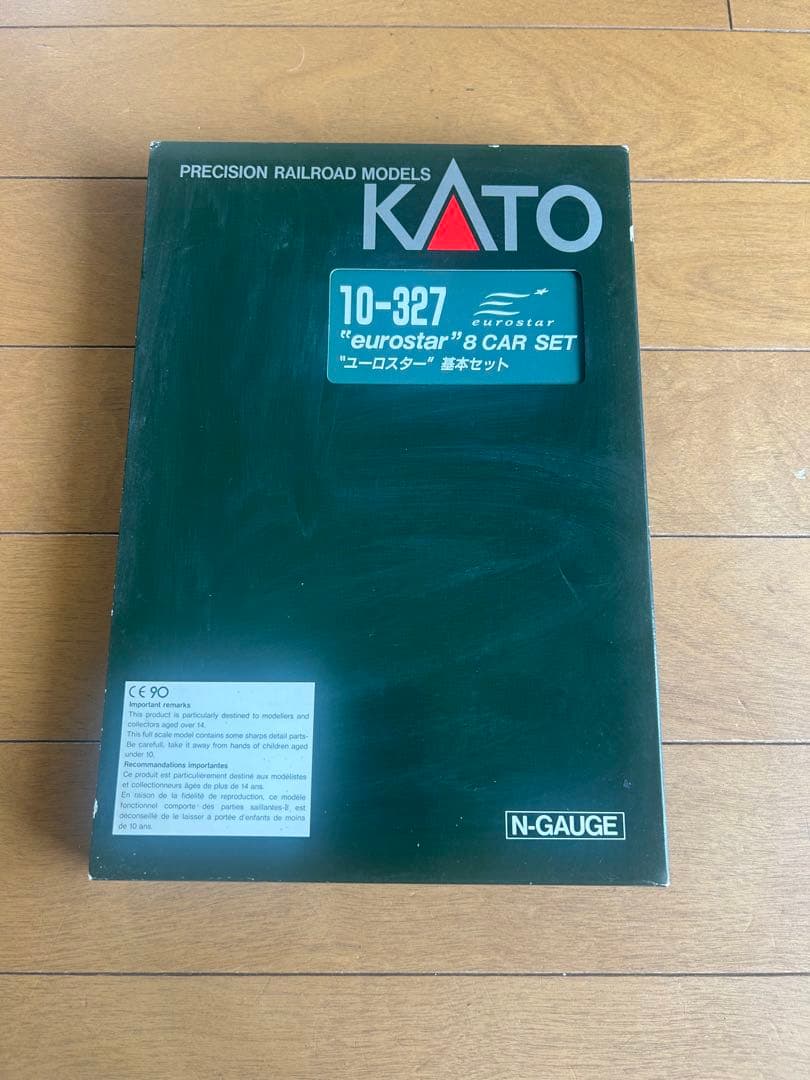 PRECISION RAILROAD MODELS
KATO
10-327
eurostar
"eurostar" 8 CAR SET
"ユーロスター" 基本セット
CE 90
Important remarks
This product is particularly destined to modellers and
collectors aged over 14.
This full scale model contains some sharps detail parts-
Be carefull, take it away from hands of children aged
under 10.
Recommandations importantes
Ce produit est particulierement destiné aux modélistes
et collectionneurs âgés de plus de 14 ans.
En raison de la fidélité de reproduction, ce modèle
fonctionnel comporte des parties saillantes-Il est
déconseillé de le laisser à portée d'enfants de moins
de 10 ans.
N-GAUGE